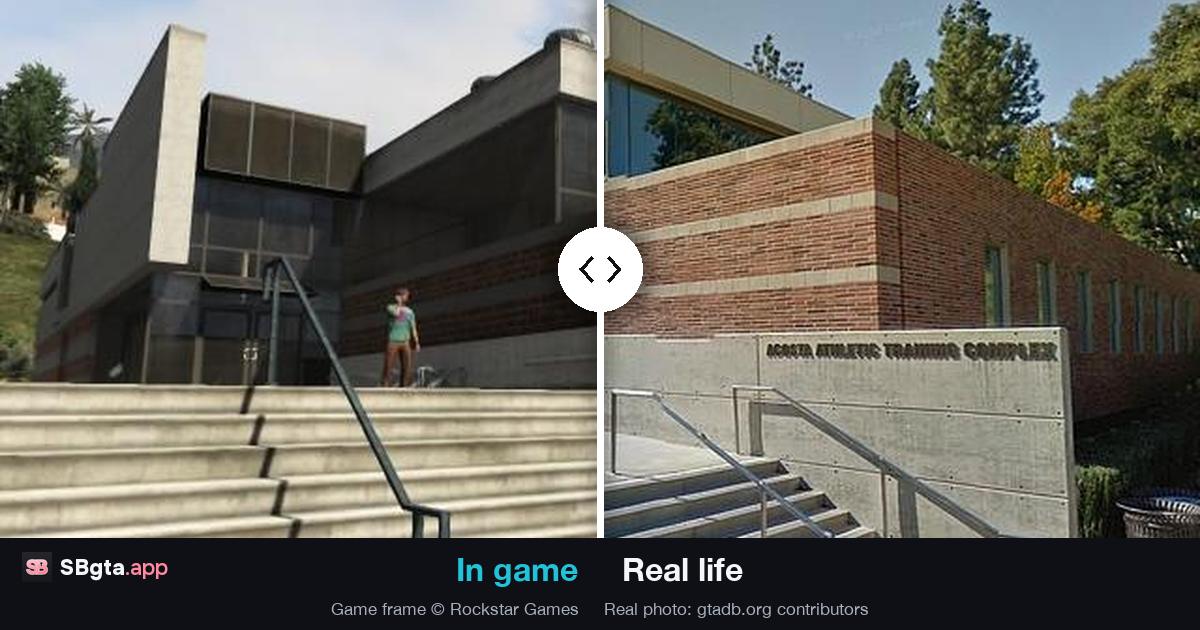 ACOSTA ATHLETIC TRAINING COMPLEX
SB SBgta.app
In game
Real life
Game frame © Rockstar Games
Real photo: gtadb.org contributors